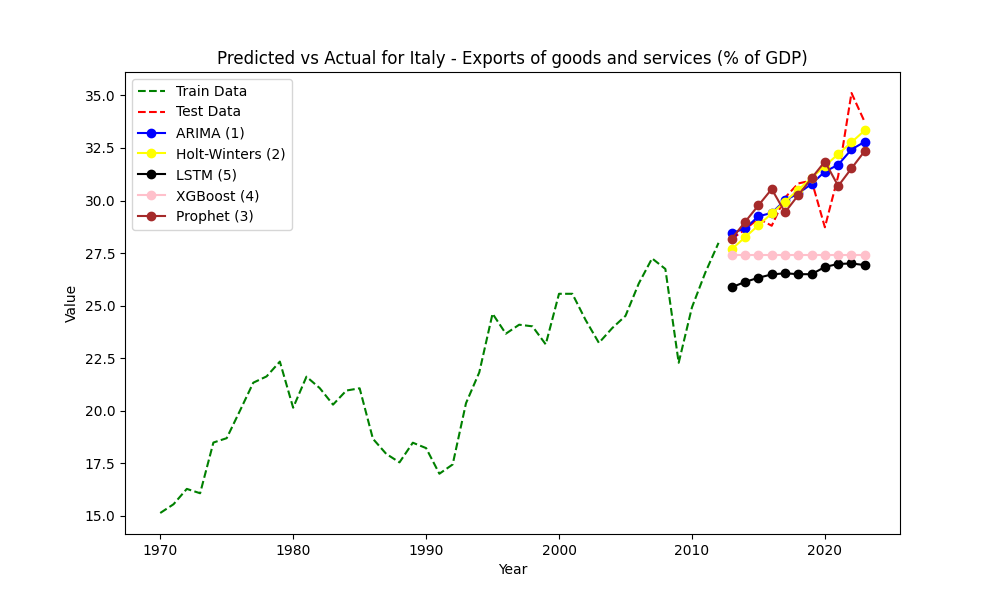 Predicted vs Actual for Italy - Exports of goods and services (% of GDP)
Train Data
Test Data
ARIMA (1)
Holt-Winters (2)
LSTM (5)
XGBoost (4)
Prophet (3)
35.0
32.5
30.0
27.5
25.0
22.5
20.0
17.5
15.0
Value
1970
1980
1990
2000
2010
2020
Year